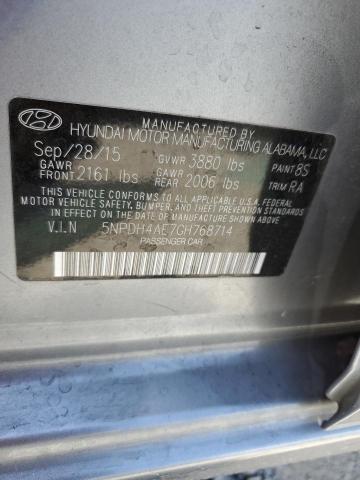 MANUFACTURED BY
HYUNDAI MOTOR MANUFACTURING ALABAMA, LLC
Sep/28/15 GVWR 3880 lbs PAINT 8S
GAWR FRONT 2161 lbs GAWR REAR 2006 lbs TRIM RA
THIS VEHICLE CONFORMS TO ALL APPLICABLE U.S. FEDERAL
MOTOR VEHICLE SAFETY, BUMPER, AND THEFT PREVENTION
STANDARDS IN EFFECT ON THE DATE OF MANUFACTURE SHOWN ABOVE.
V.I.N 5NPDH4AE7GH768714
PASSENGER CAR